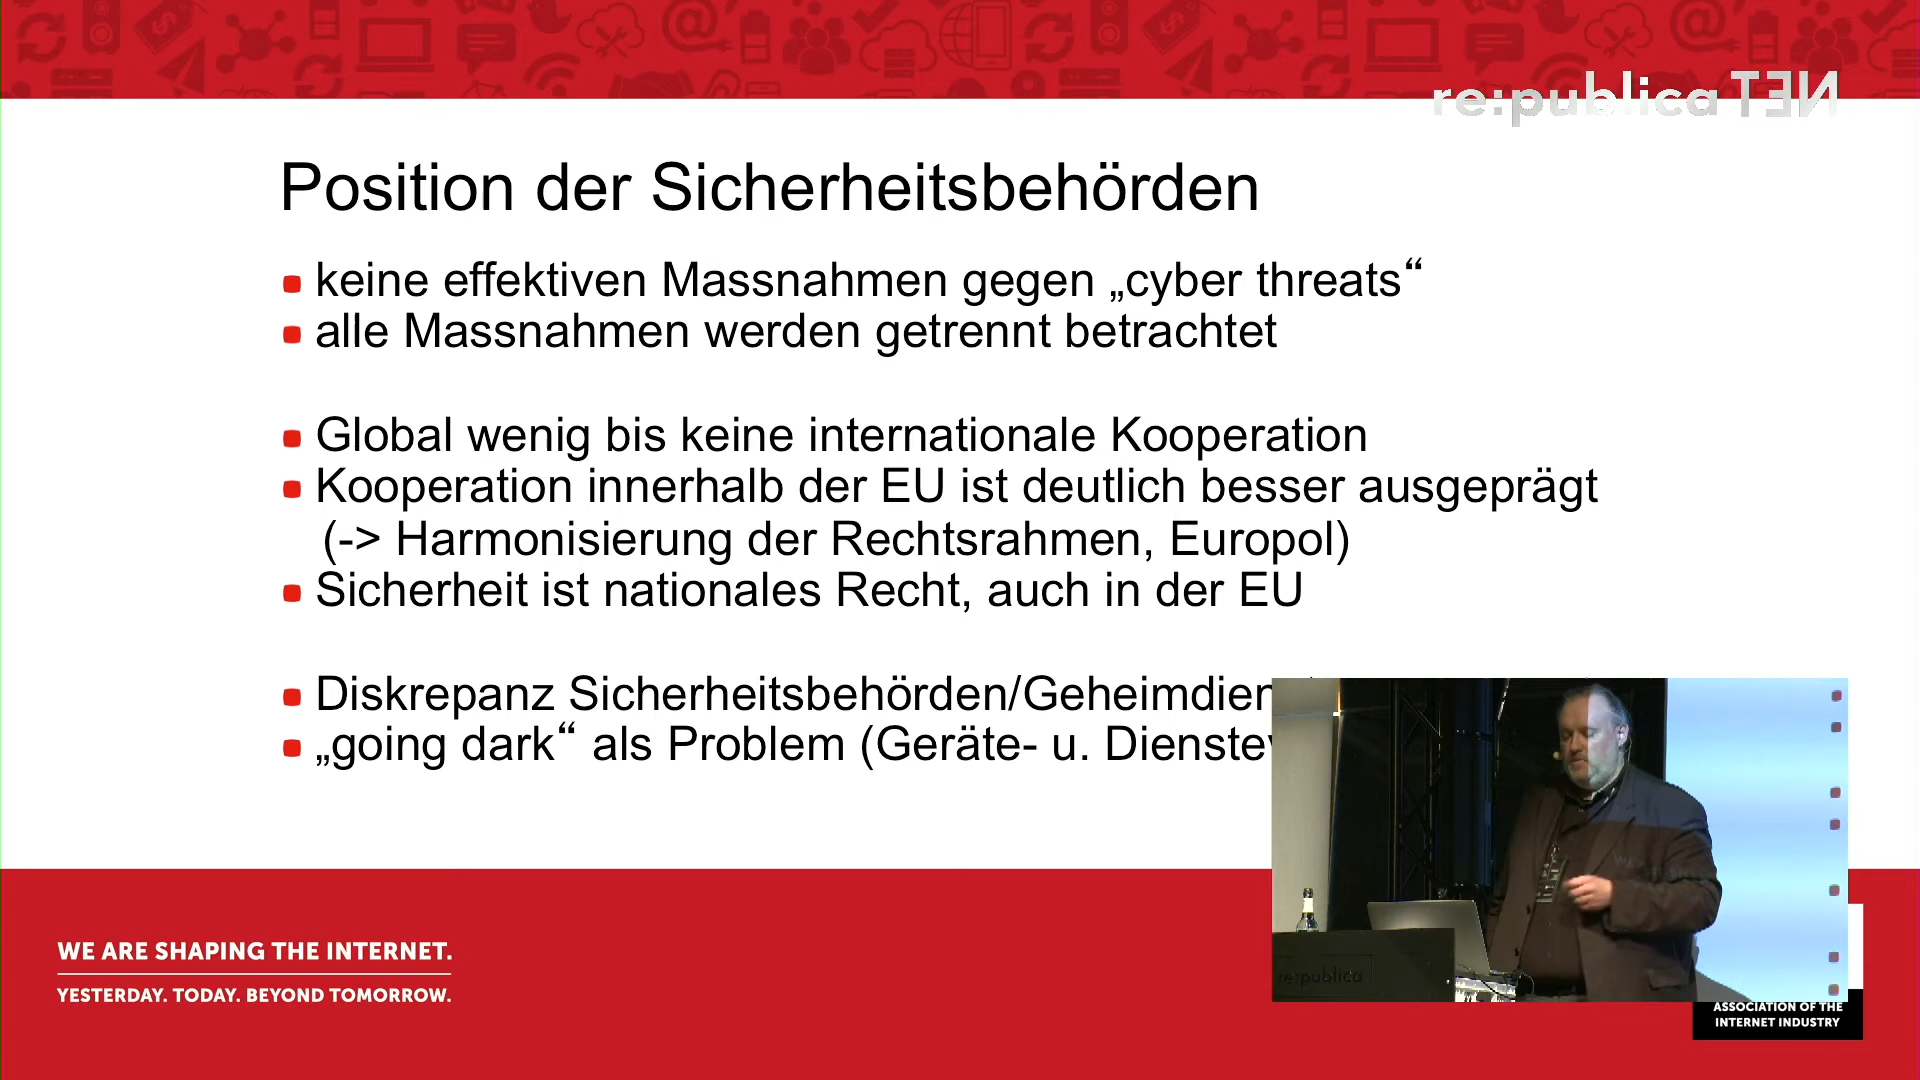 re:publica TEN
Position der Sicherheitsbehörden
keine effektiven Massnahmen gegen „cyber threats“
alle Massnahmen werden getrennt betrachtet
Global wenig bis keine internationale Kooperation
Kooperation innerhalb der EU ist deutlich besser ausgeprägt
(-> Harmonisierung der Rechtsrahmen, Europol)
Sicherheit ist nationales Recht, auch in der EU
Diskrepanz Sicherheitsbehörden/
„going dark“ als Problem (Geräte- u.
re:publica
WE ARE SHAPING THE INTERNET.
YESTERDAY. TODAY. BEYOND TOMORROW.
ASSOCIATION OF THE
INTERNET INDUSTRY